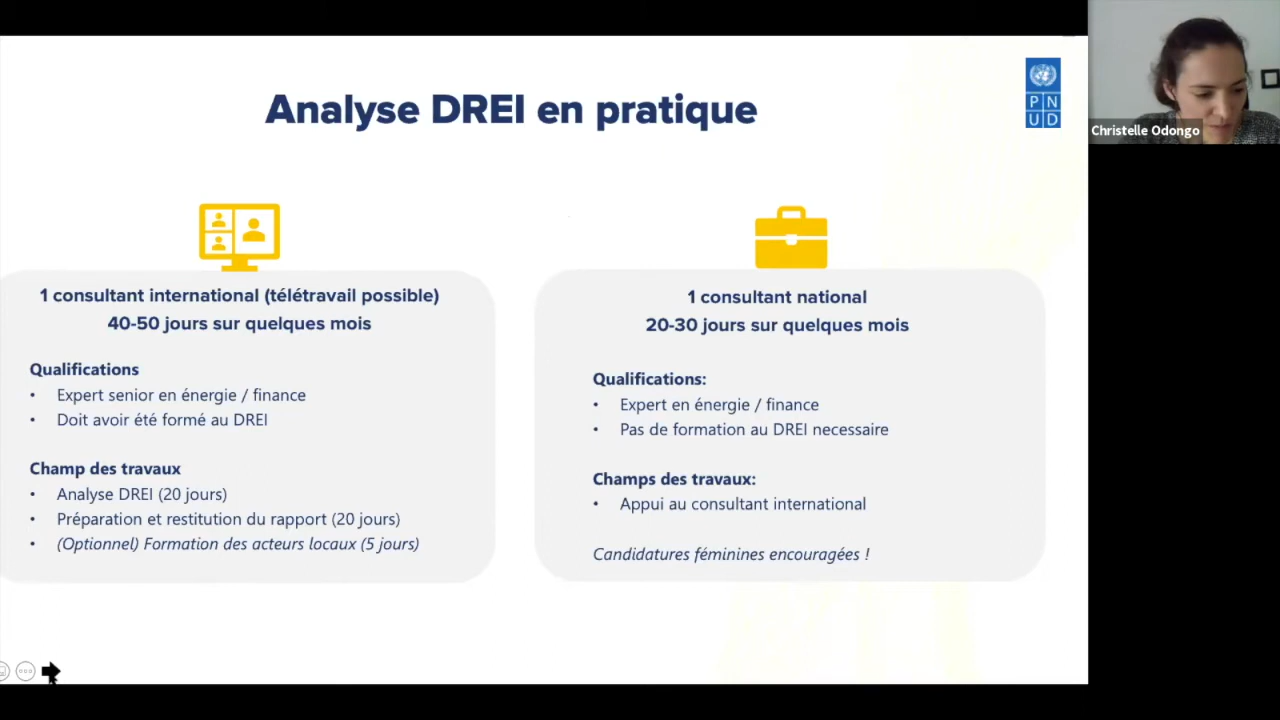 Analyse DREI en pratique
P N
U D
Christelle Odongo
1 consultant international (télétravail possible)
40-50 jours sur quelques mois
Qualifications
• Expert senior en énergie / finance
• Doit avoir été formé au DREI
Champ des travaux
• Analyse DREI (20 jours)
• Préparation et restitution du rapport (20 jours)
• (Optionnel) Formation des acteurs locaux (5 jours)
1 consultant national
20-30 jours sur quelques mois
Qualifications:
• Expert en énergie / finance
• Pas de formation au DREI necessaire
Champs des travaux:
• Appui au consultant international
Candidatures féminines encouragées !